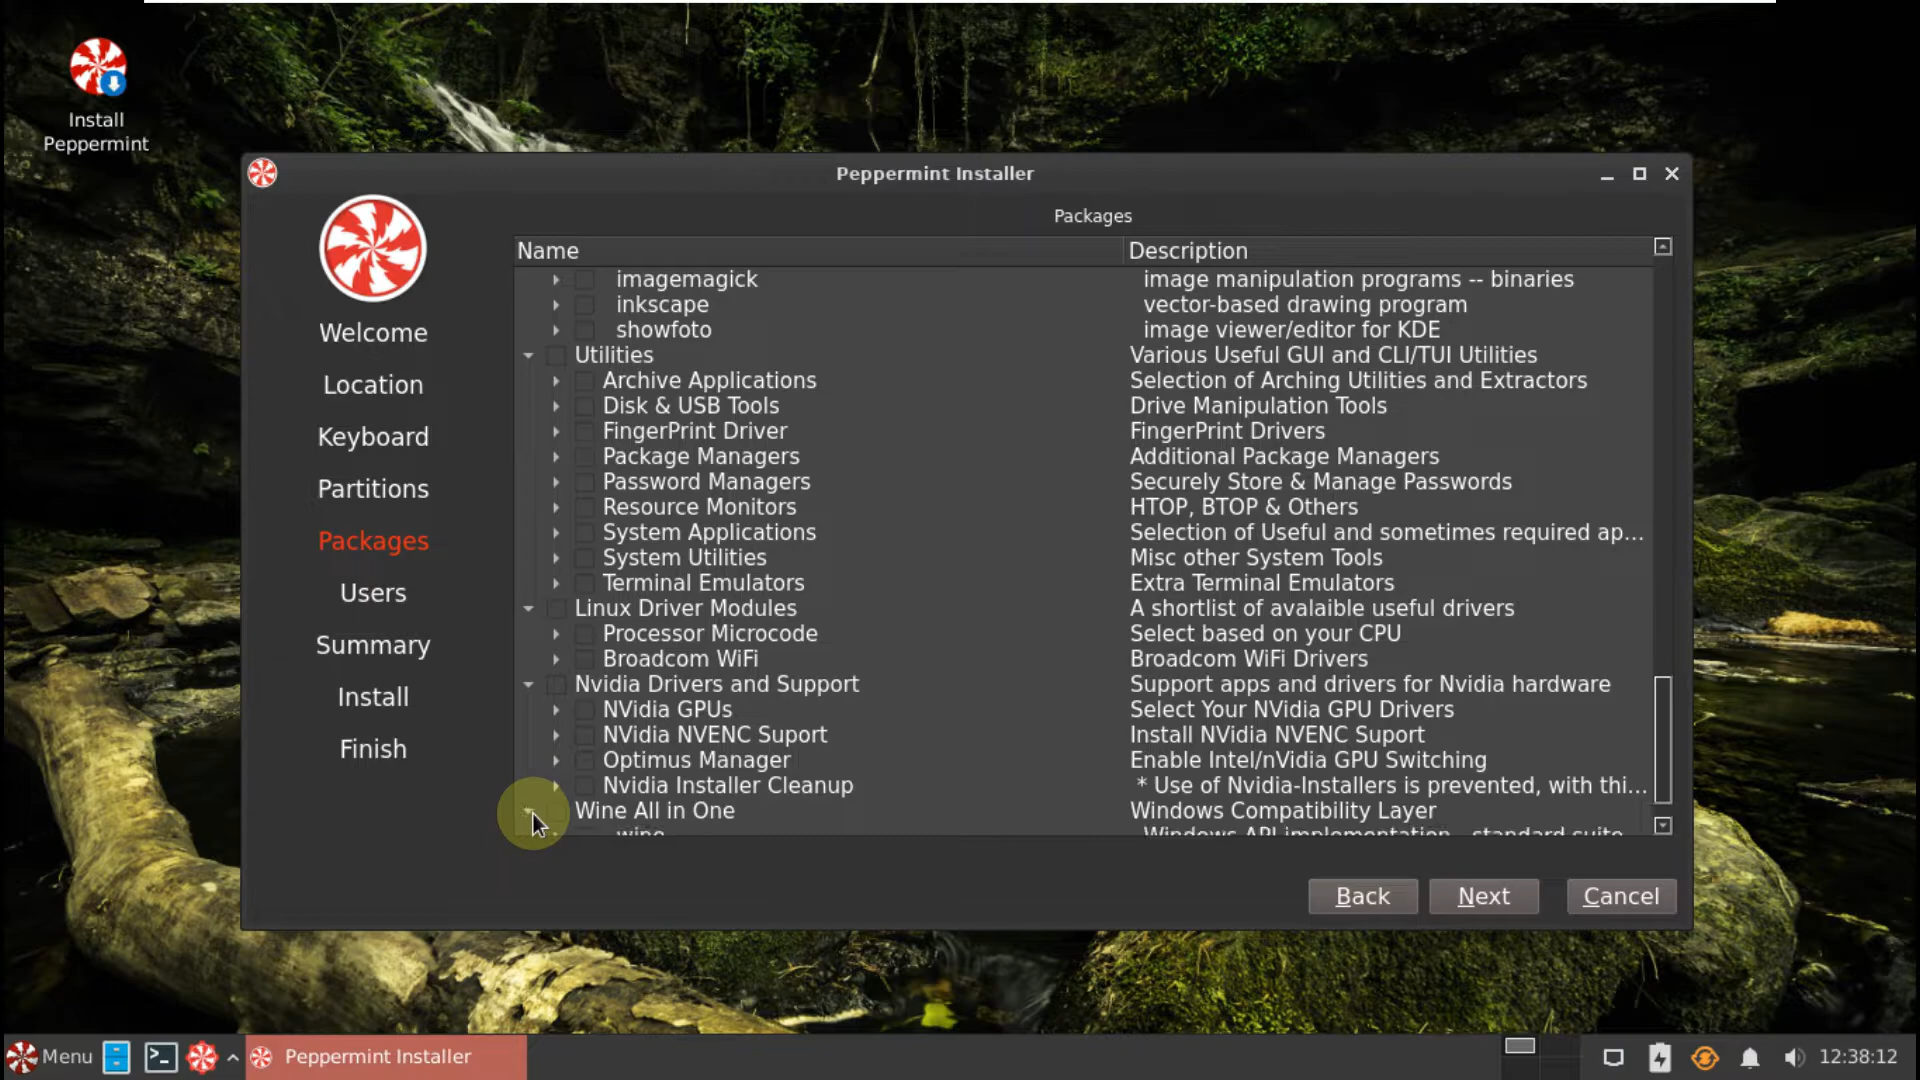 Install
Peppermint
Peppermint Installer
Packages
Welcome
Location
Keyboard
Partitions
Packages
Users
Summary
Install
Finish
Name Description
imagemagick image manipulation programs -- binaries
inkscape vector-based drawing program
showfoto image viewer/editor for KDE
Utilities Various Useful GUI and CLI/TUI Utilities
Archive Applications Selection of Arching Utilities and Extractors
Disk & USB Tools Drive Manipulation Tools
FingerPrint Driver FingerPrint Drivers
Package Managers Additional Package Managers
Password Managers Securely Store & Manage Passwords
Resource Monitors HTOP, BTOP & Others
System Applications Selection of Useful and sometimes required ap...
System Utilities Misc other System Tools
Terminal Emulators Extra Terminal Emulators
Linux Driver Modules A shortlist of avalaible useful drivers
Processor Microcode Select based on your CPU
Broadcom WiFi Broadcom WiFi Drivers
Nvidia Drivers and Support Support apps and drivers for Nvidia hardware
NVidia GPUs Select Your NVidia GPU Drivers
NVidia NVENC Suport Install NVidia NVENC Suport
Optimus Manager Enable Intel/nVidia GPU Switching
Nvidia Installer Cleanup * Use of Nvidia-Installers is prevented, with thi...
Wine All in One Windows Compatibility Layer
wine Windows API implementation - standard suite
Back Next Cancel
Menu Peppermint Installer 12:38:12